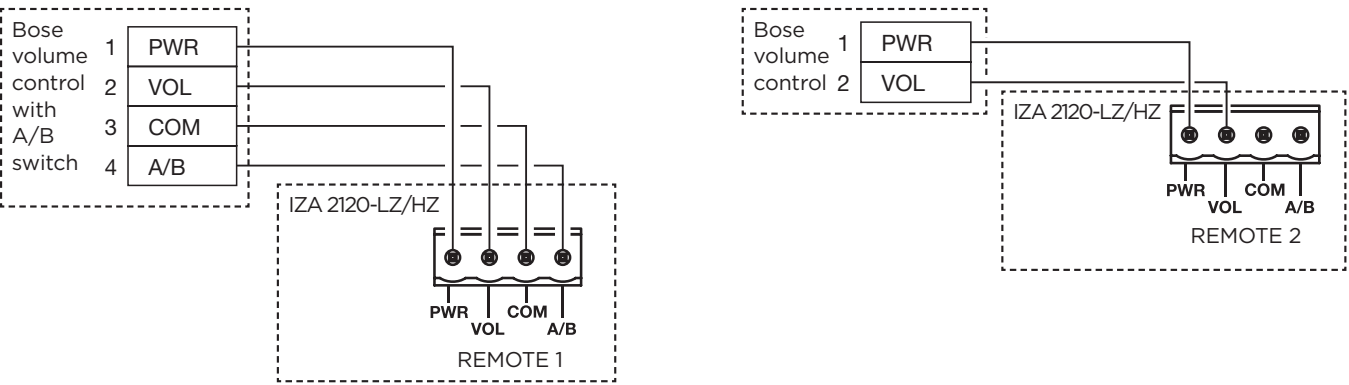 Bose
volume
control
with
A/B
switch
1 PWR
2 VOL
3 COM
4 A/B
IZA 2120-LZ/HZ
PWR
VOL
COM
A/B
REMOTE 1
Bose
volume
control
1 PWR
2 VOL
IZA 2120-LZ/HZ
PWR
VOL
COM
A/B
REMOTE 2